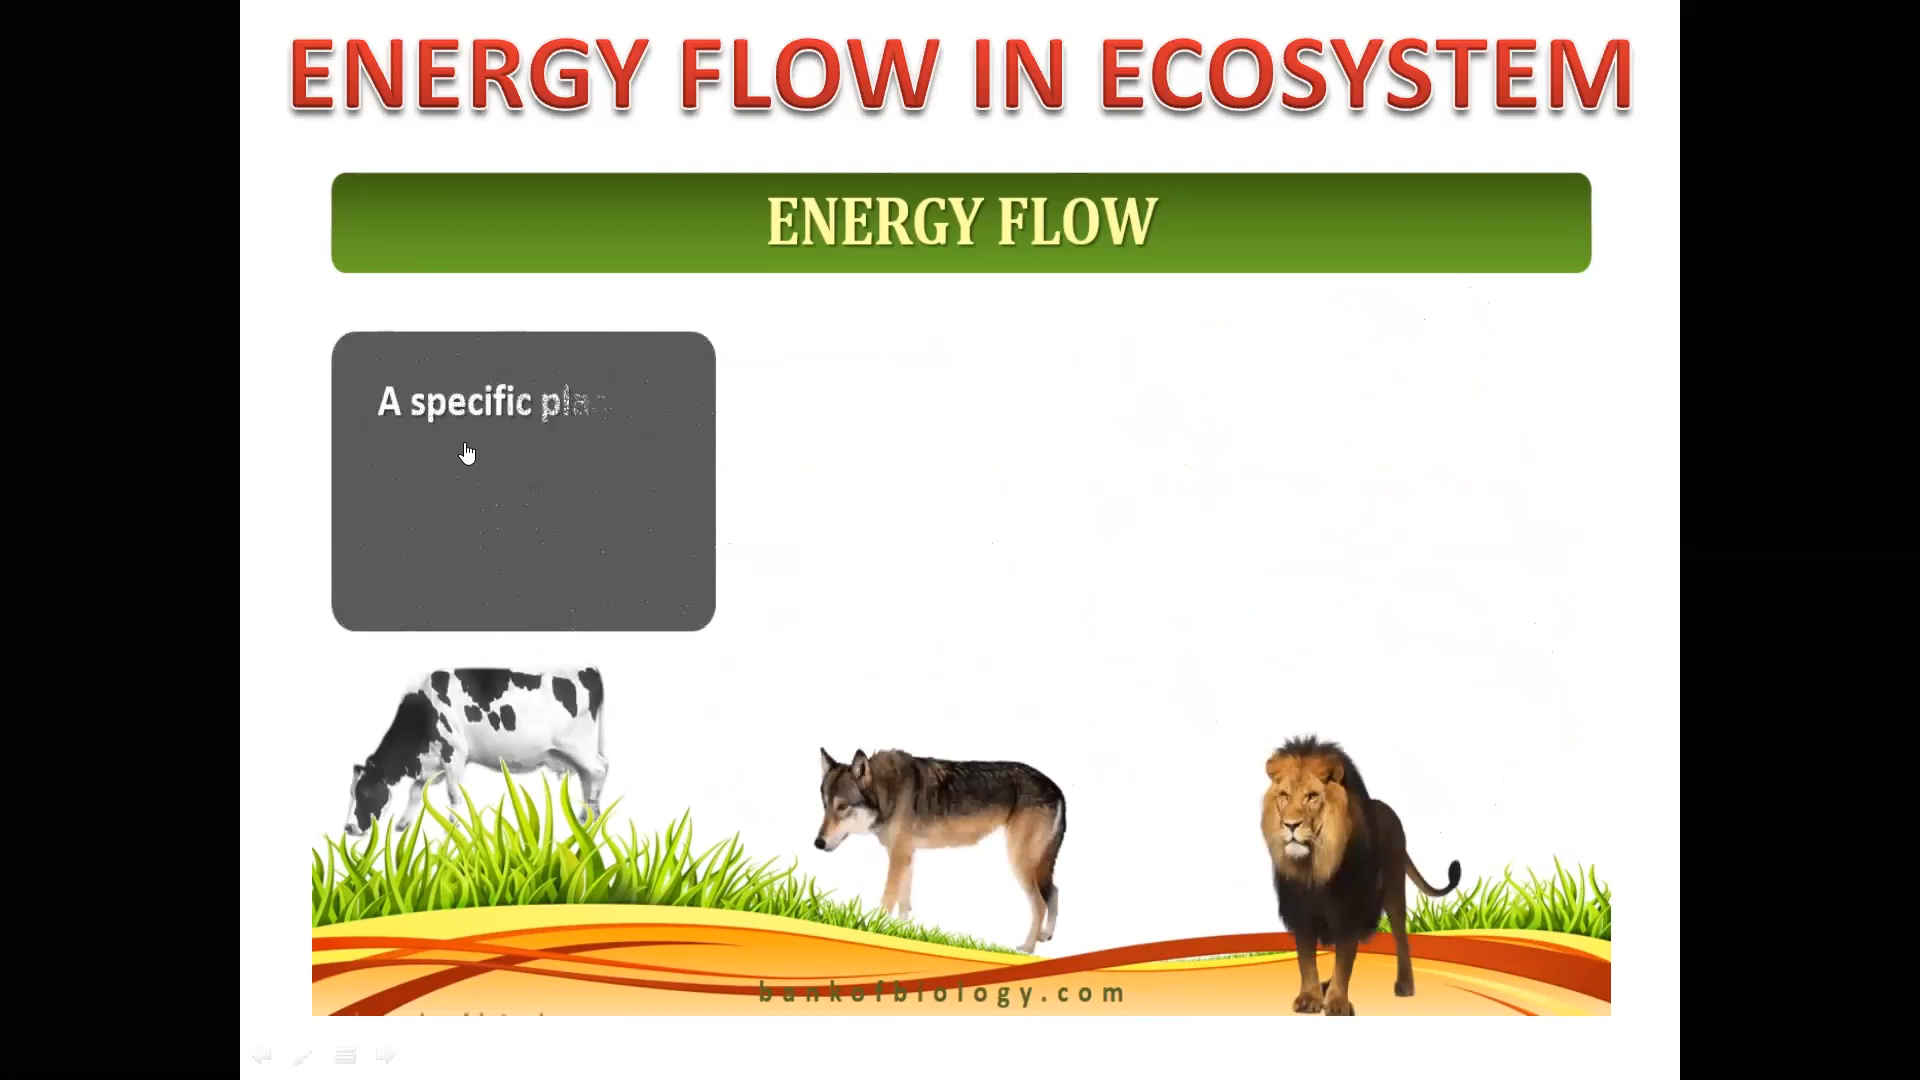 ENERGY FLOW IN ECOSYSTEM
ENERGY FLOW
A specific
bankofbiology.com